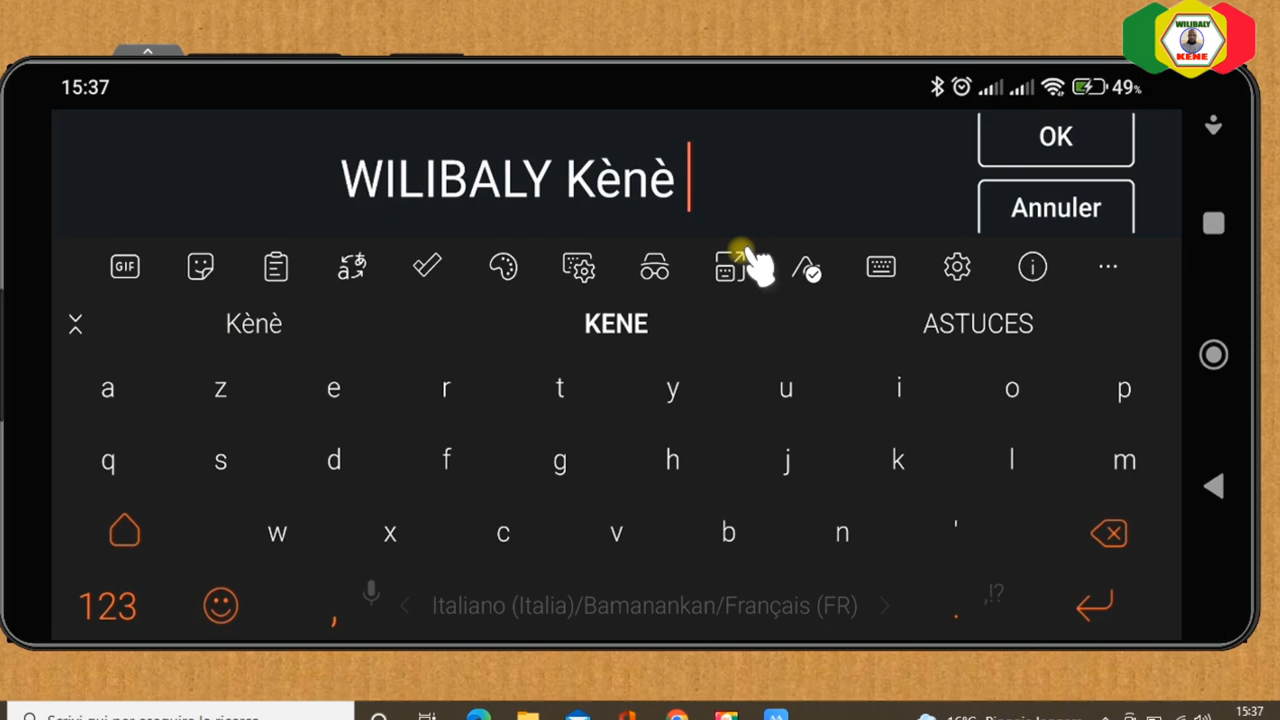 WILIBALY
KENE
15:37
49%
OK
WILIBALY Kènè
Annuler
GIF
Kènè KENE ASTUCES
a z e r t y u i o p
q s d f g h j k l m
w x c v b n '
123 , Italiano (Italia)/Bamanankan/Français (FR) . ,!?
15:37